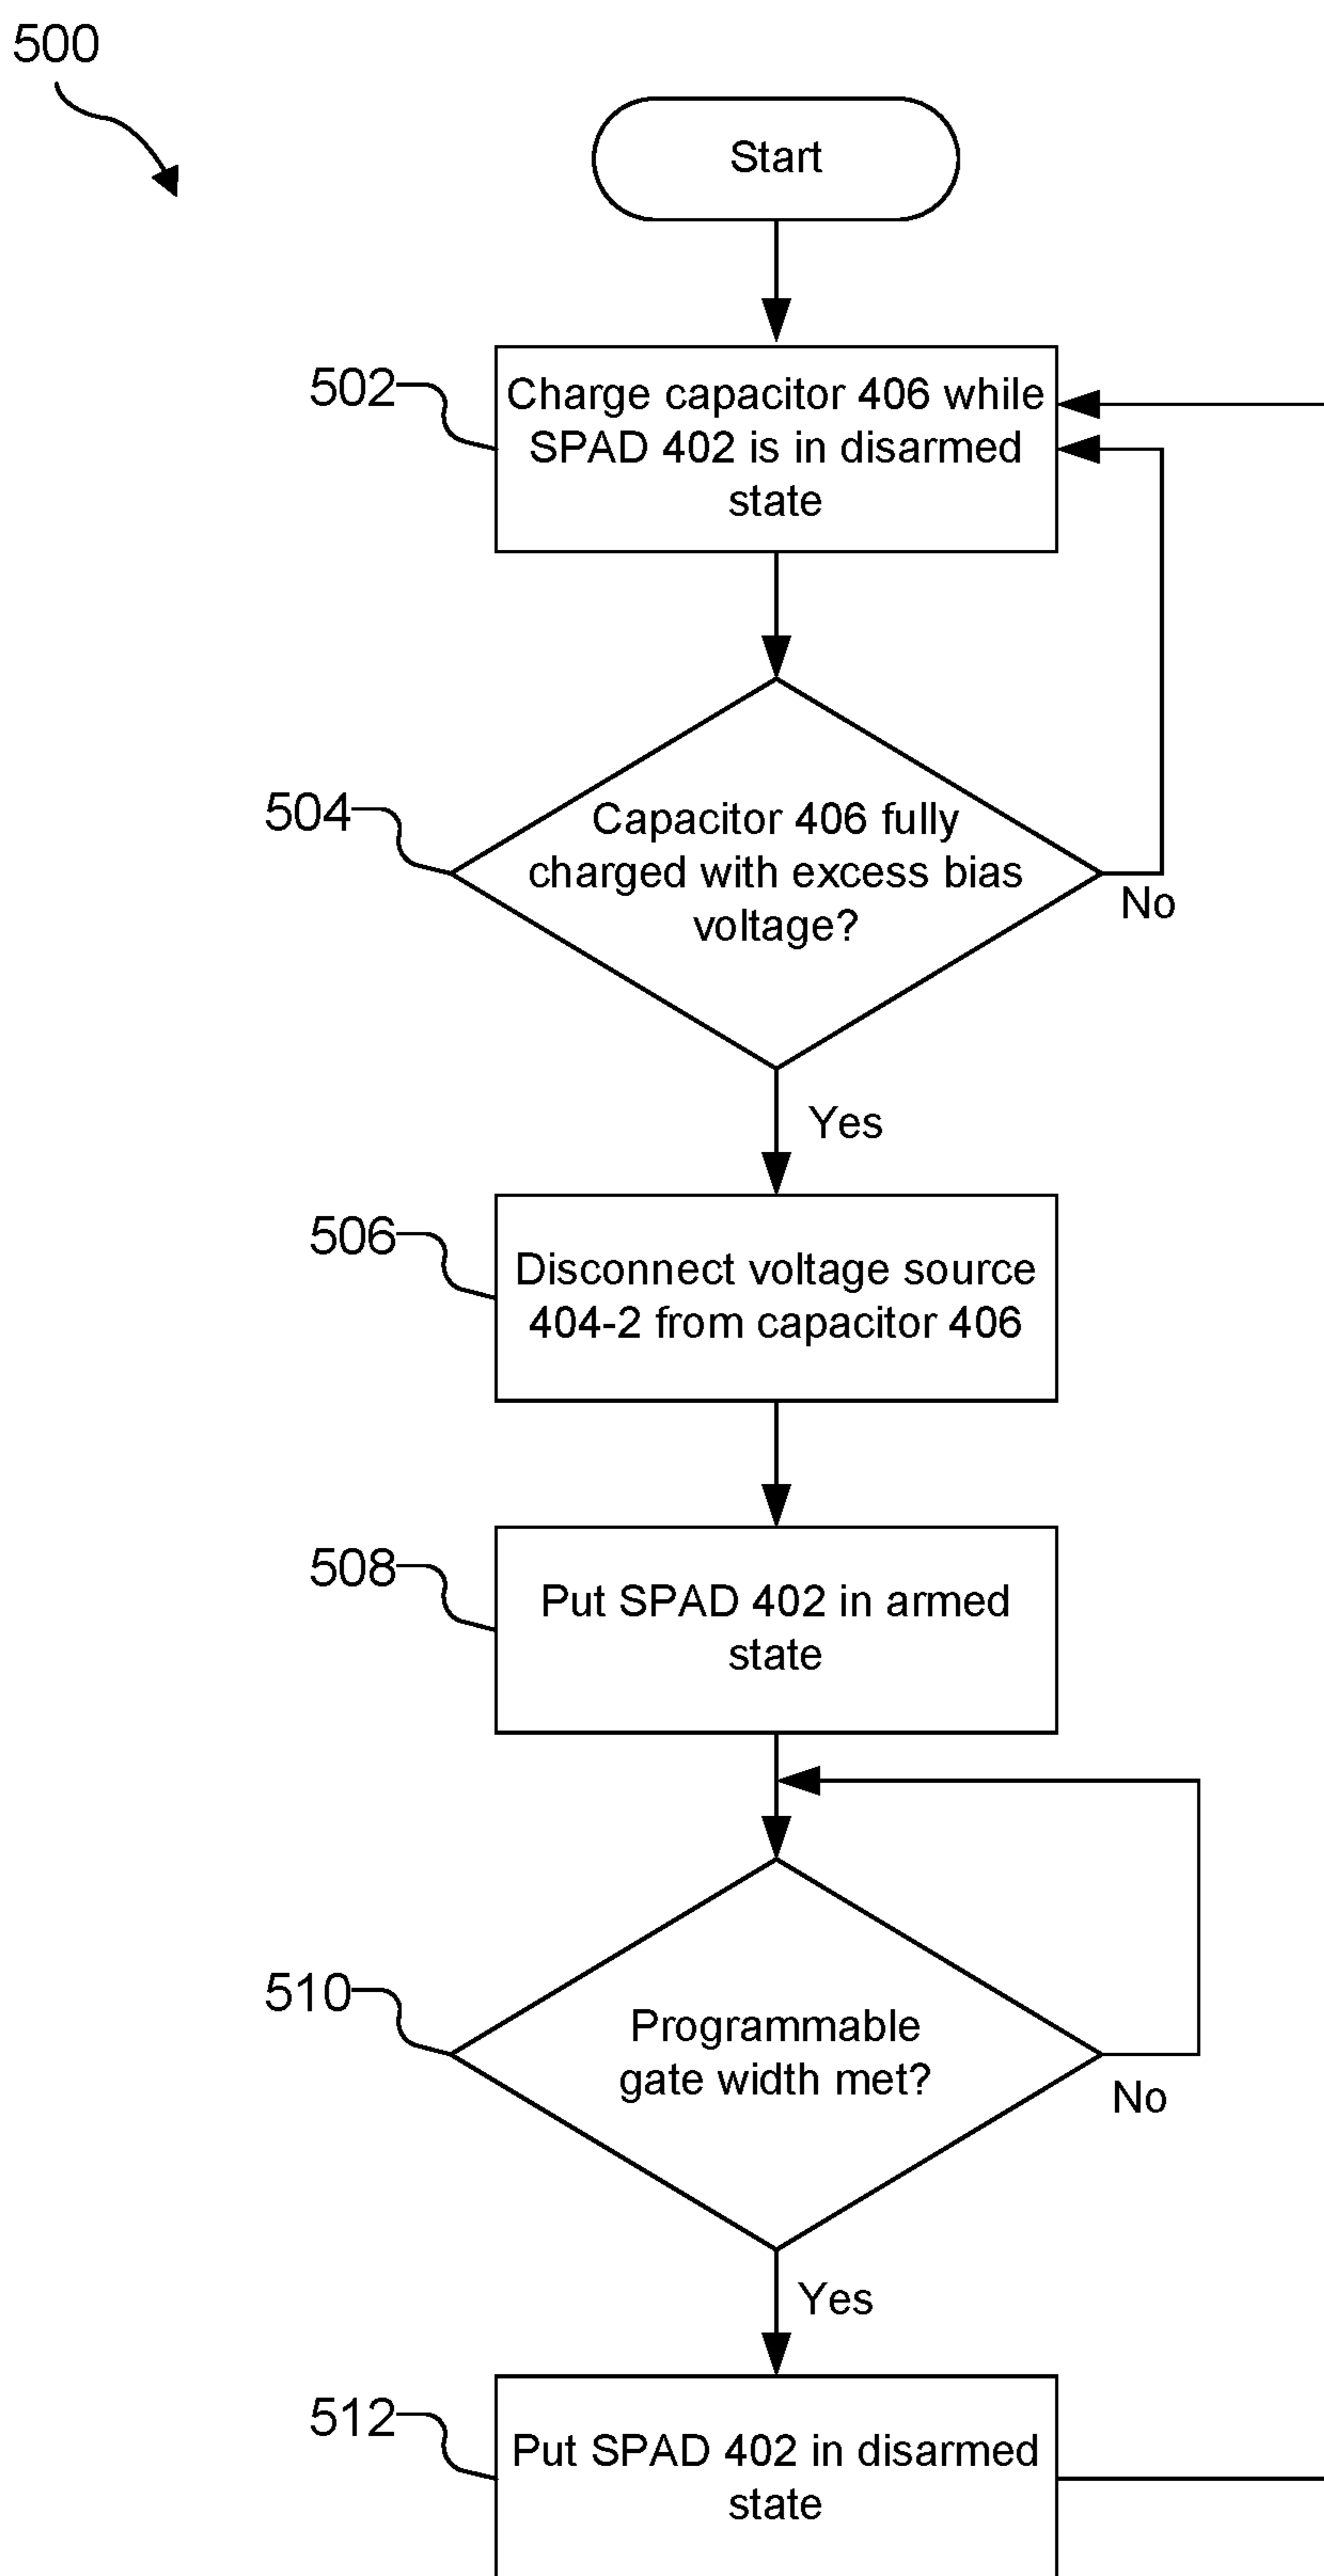 500
Start
502
Charge capacitor 406 while
SPAD 402 is in disarmed
state
504
Capacitor 406 fully
charged with excess bias
voltage?
No
Yes
506
Disconnect voltage source
404-2 from capacitor 406
508
Put SPAD 402 in armed
state
510
Programmable
gate width met?
No
Yes
512
Put SPAD 402 in disarmed
state